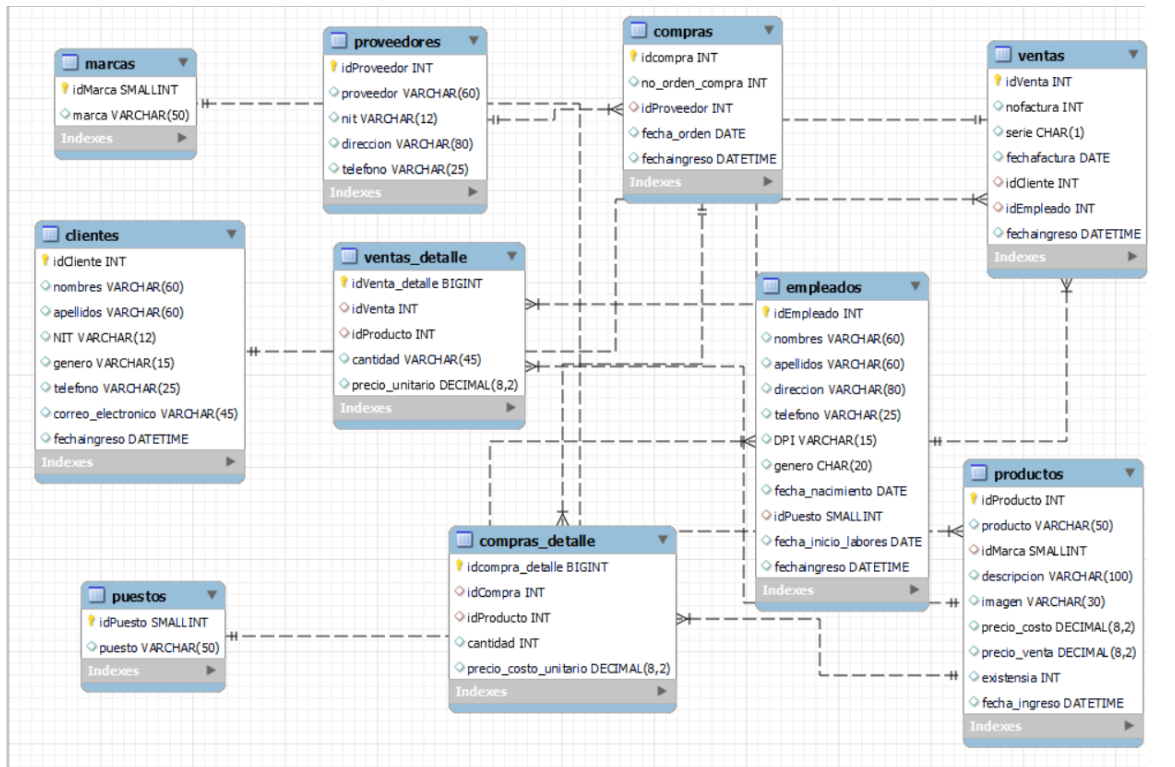 marcas
idMarca SMALLINT
marca VARCHAR(50)
Indexes
proveedores
idProveedor INT
proveedor VARCHAR(60)
nit VARCHAR(12)
direccion VARCHAR(80)
telefono VARCHAR(25)
Indexes
compras
idcompra INT
no_orden_compra INT
idProveedor INT
fecha_orden DATE
fechaingreso DATETIME
Indexes
ventas
idVenta INT
nofactura INT
serie CHAR(1)
fechafactura DATE
idCliente INT
idEmpleado INT
fechaingreso DATETIME
Indexes
clientes
idCliente INT
nombres VARCHAR(60)
apellidos VARCHAR(60)
NIT VARCHAR(12)
genero VARCHAR(15)
telefono VARCHAR(25)
correo_electronico VARCHAR(45)
fechaingreso DATETIME
Indexes
ventas_detalle
idVenta_detalle BIGINT
idVenta INT
idProducto INT
cantidad VARCHAR(45)
precio_unitario DECIMAL(8,2)
Indexes
empleados
idEmpleado INT
nombres VARCHAR(60)
apellidos VARCHAR(60)
direccion VARCHAR(80)
telefono VARCHAR(25)
DPI VARCHAR(15)
genero CHAR(20)
fecha_nacimiento DATE
idPuesto SMALLINT
fecha_inicio_labores DATE
fechaingreso DATETIME
Indexes
productos
idProducto INT
producto VARCHAR(50)
idMarca SMALLINT
descripcion VARCHAR(100)
imagen VARCHAR(30)
precio_costo DECIMAL(8,2)
precio_venta DECIMAL(8,2)
existensia INT
fecha_ingreso DATETIME
Indexes
compras_detalle
idcompra_detalle BIGINT
idCompra INT
idProducto INT
cantidad INT
precio_costo_unitario DECIMAL(8,2)
Indexes
puestos
idPuesto SMALLINT
puesto VARCHAR(50)
Indexes